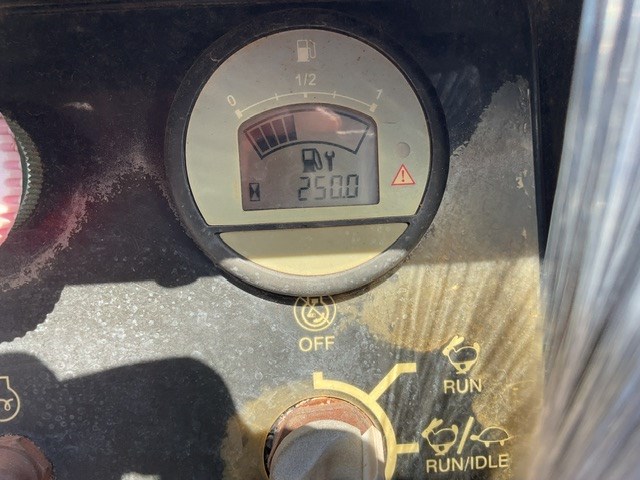 1/2
0 1
250.0
OFF
RUN
RUN/IDLE